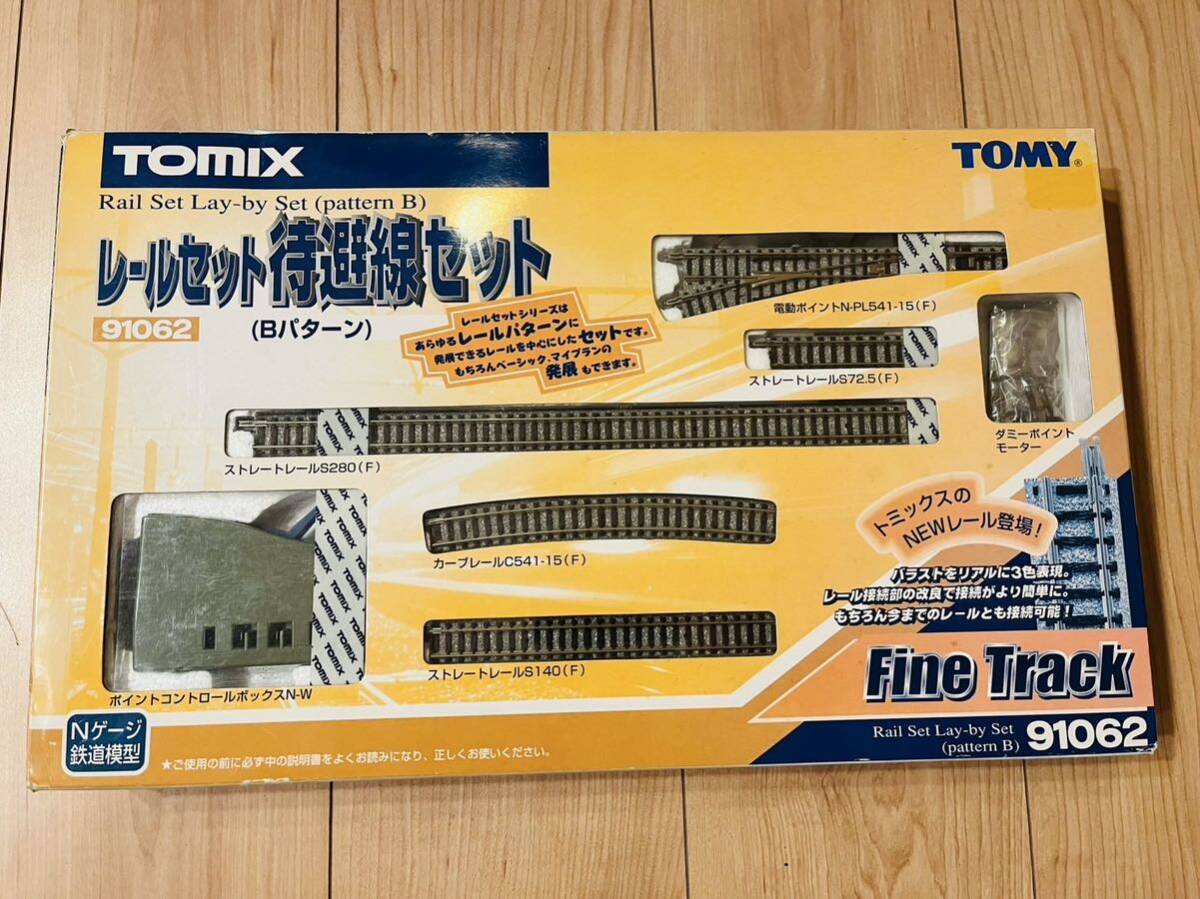 TOMIX
TOMY®
Rail Set Lay-by Set (pattern B)
レールセット待避線セット
91062
(Bパターン)
レールセットシリーズは
あらゆるレールパターンに
発展できるレールを中心にしたセットです。
もちろんベーシック、マイプランの
発展もできます。
電動ポイントN-PL541-15(F)
TOMIX
ストレートレールS72.5(F)
ダミーポイント
モーター
TOMIX
ストレートレールS280(F)
カーブレールC541-15(F)
ストレートレールS140(F)
TOMIX
ポイントコントロールボックスN-W
トミックスの
NEWレール登場!
バラストをリアルに3色表現。
レール接続部の改良で接続がより簡単に。
もちろん今までのレールとも接続可能!
Fine Track
Rail Set Lay-by Set
(pattern B) 91062
Nゲージ
鉄道模型
★ご使用の前に必ず中の説明書をよくお読みになり、正しくお使いください。